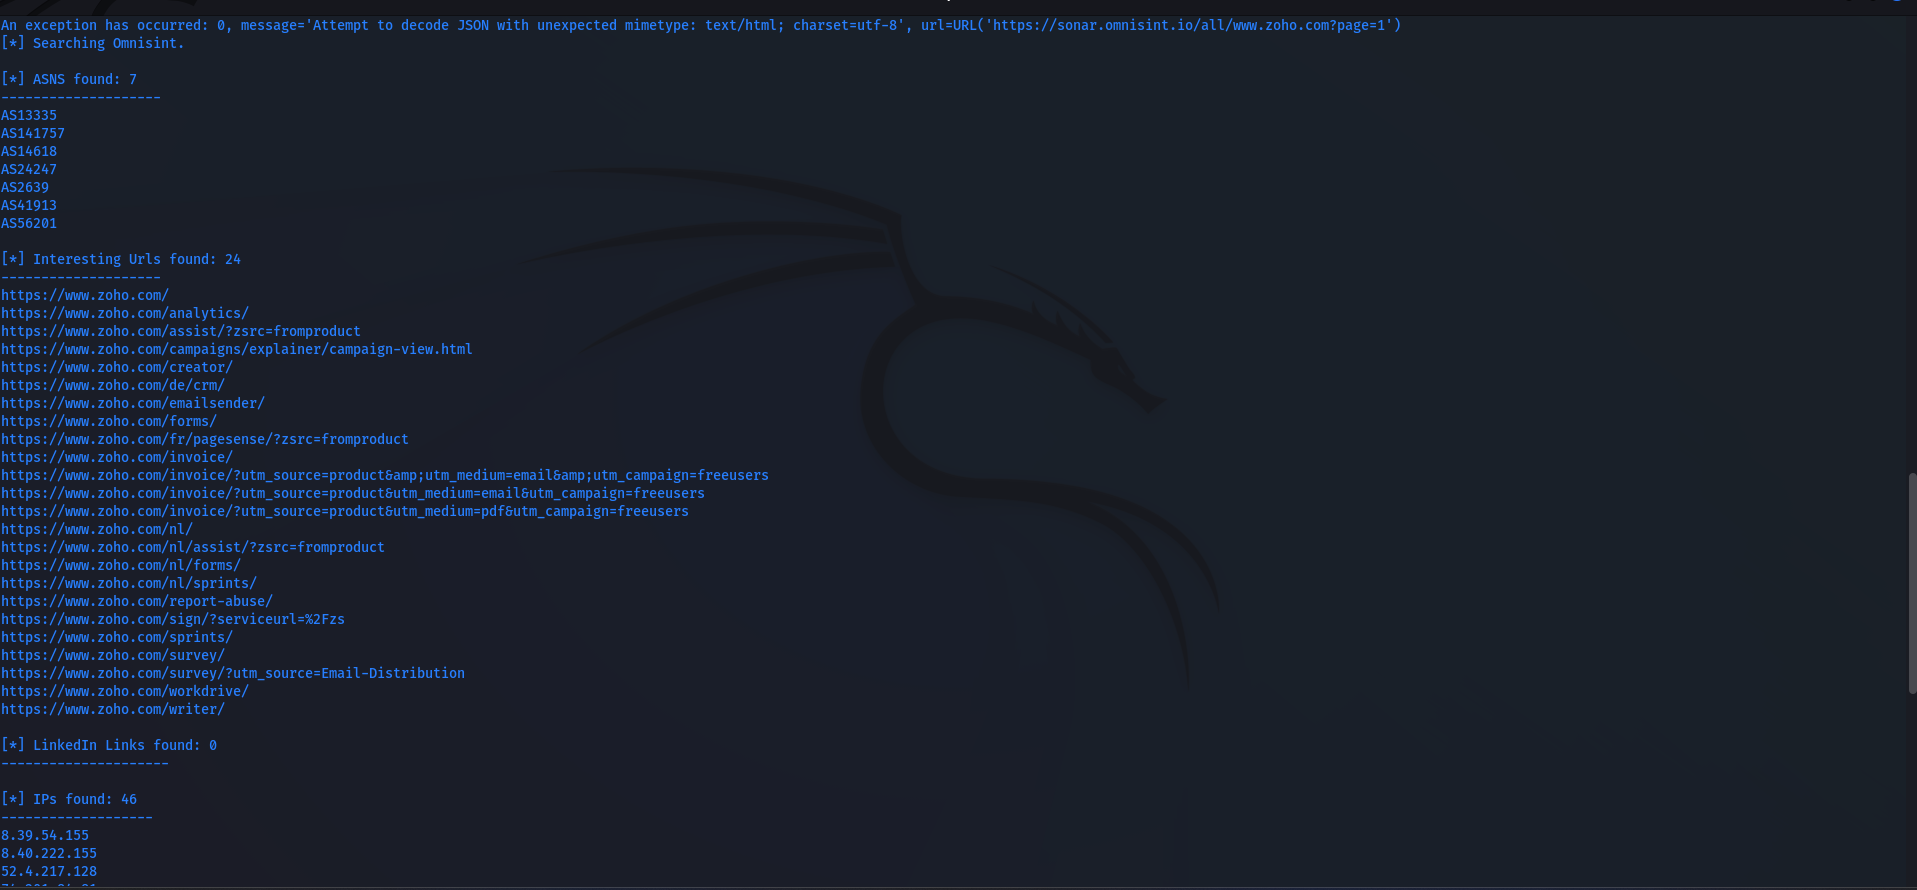 An exception has occurred: 0, message='Attempt to decode JSON with unexpected mimetype: text/html; charset=utf-8', url=URL('https://sonar.omnisint.io/all/www.zoho.com?page=1')
[*] Searching Omnisint.
[*] ASNS found: 7
--------------------
AS13335
AS141757
AS14618
AS24247
AS2639
AS41913
AS56201
[*] Interesting Urls found: 24
--------------------
https://www.zoho.com/
https://www.zoho.com/analytics/
https://www.zoho.com/assist/?zsrc=fromproduct
https://www.zoho.com/campaigns/explainer/campaign-view.html
https://www.zoho.com/creator/
https://www.zoho.com/de/crm/
https://www.zoho.com/emailsender/
https://www.zoho.com/forms/
https://www.zoho.com/fr/pagesense/?zsrc=fromproduct
https://www.zoho.com/invoice/
https://www.zoho.com/invoice/?utm_source=product&amp;utm_medium=email&amp;utm_campaign=freeusers
https://www.zoho.com/invoice/?utm_source=product&utm_medium=email&utm_campaign=freeusers
https://www.zoho.com/invoice/?utm_source=product&utm_medium=pdf&utm_campaign=freeusers
https://www.zoho.com/nl/
https://www.zoho.com/nl/assist/?zsrc=fromproduct
https://www.zoho.com/nl/forms/
https://www.zoho.com/nl/sprints/
https://www.zoho.com/report-abuse/
https://www.zoho.com/sign/?serviceurl=%2Fzs
https://www.zoho.com/sprints/
https://www.zoho.com/survey/
https://www.zoho.com/survey/?utm_source=Email-Distribution
https://www.zoho.com/workdrive/
https://www.zoho.com/writer/
[*] LinkedIn Links found: 0
---------------------
[*] IPs found: 46
-------------------
8.39.54.155
8.40.222.155
52.4.217.128